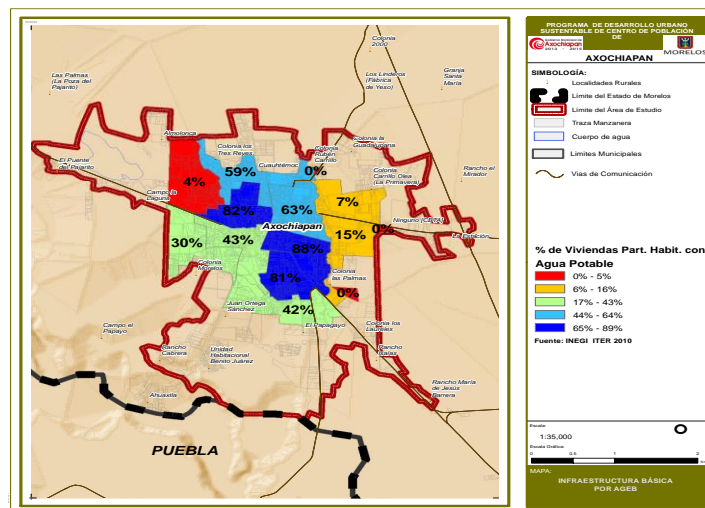 Colonia
2000
Las Palmas
(La Poza del
Pajarito)
Los Linderos
(Fábrica
de Yeso)
Granja
Santa
María
Almolonga
Colonia los
Tres Reyes
Colonia
Rubén
Carrillo
Colonia la
Guadalupana
Cuauhtémoc
El Puente
del Pajarito
Colonia
Carrillo Olea
(La Primavera)
Rancho el
Mirador
Campo la
Laguna
Ninguno [CETA]
La Estación
Axochiapan
Colonia
Morelos
Colonia
las Palmas
Juan Ortega
Sánchez
El Papagayo
Colonia los
Laureles
Campo el
Papayo
Rancho
Cabrera
Unidad
Habitacional
Benito Juárez
Rancho
Isaías
Rancho María
de Jesús
Barrera
Ahuaxtla
PUEBLA
4%
59%
0%
82%
63%
7%
30%
43%
88%
15%
0%
81%
0%
42%
PROGRAMA DE DESARROLLO URBANO
SUSTENTABLE DE CENTRO DE POBLACIÓN
DE
Axochiapan
2013 - 2015
MORELOS
AXOCHIAPAN
SIMBOLOGÍA:
Localidades Rurales
Límite del Estado de Morelos
Límite del Área de Estudio
Traza Manzanera
Cuerpo de agua
Limites Municipales
Vias de Comunicación
% de Viviendas Part. Habit. con
Agua Potable
0% - 5%
6% - 16%
17% - 43%
44% - 64%
65% - 89%
Fuente: INEGI ITER 2010
Escala:
1:35,000
Escala Gráfica:
0 0.5 1 2
MAPA:
INFRAESTRUCTURA BÁSICA
POR AGEB